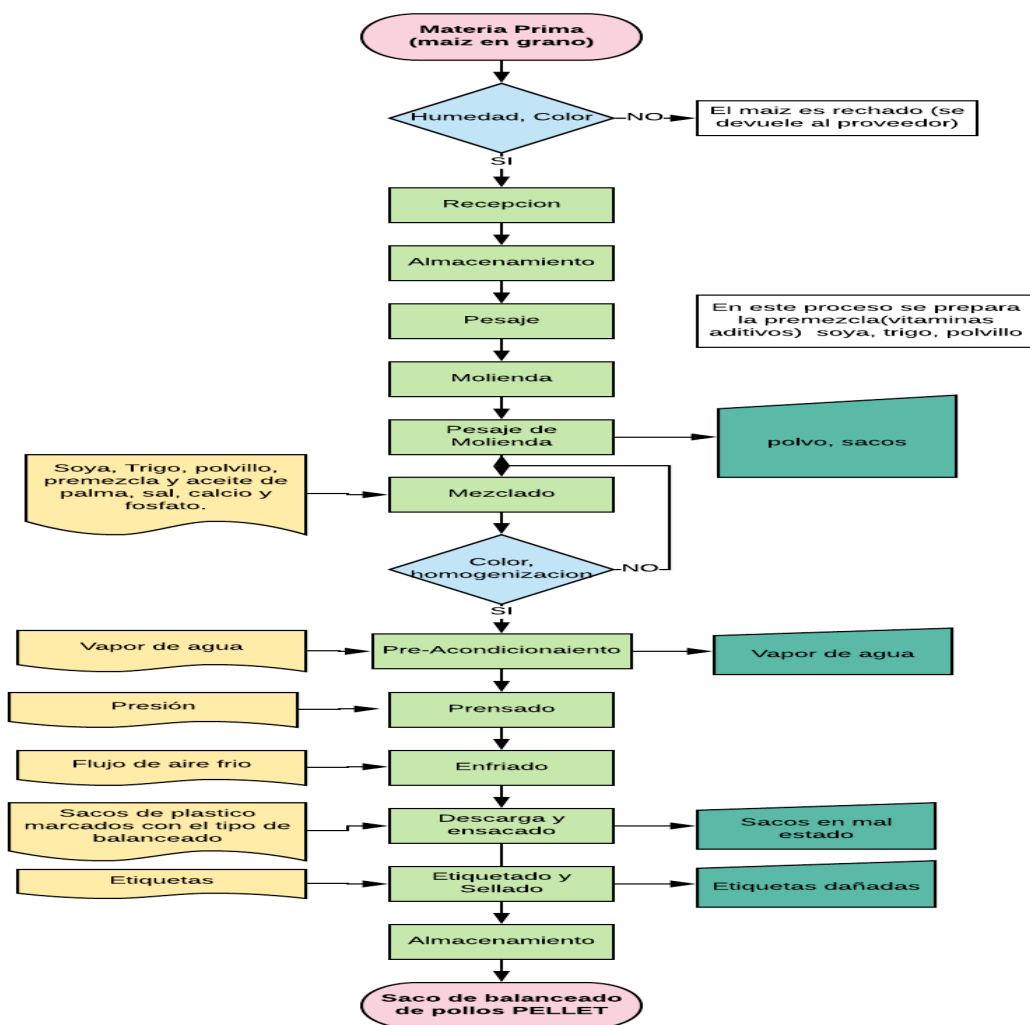 Materia Prima
(maiz en grano)
Humedad, Color
NO
El maiz es rechado (se
devuele al proveedor)
SI
Recepcion
Almacenamiento
Pesaje
En este proceso se prepara
la premezcla(vitaminas
aditivos) soya, trigo, polvillo
Molienda
Pesaje de
Molienda
polvo, sacos
Soya, Trigo, polvillo,
premezcla y aceite de
palma, sal, calcio y
fosfato.
Mezclado
Color,
homogenizacion
NO
SI
Vapor de agua
Pre-Acondicionaiento
Vapor de agua
Presión
Prensado
Flujo de aire frio
Enfriado
Sacos de plastico
marcados con el tipo de
balanceado
Descarga y
ensacado
Sacos en mal
estado
Etiquetas
Etiquetado y
Sellado
Etiquetas dañadas
Almacenamiento
Saco de balanceado
de pollos PELLET